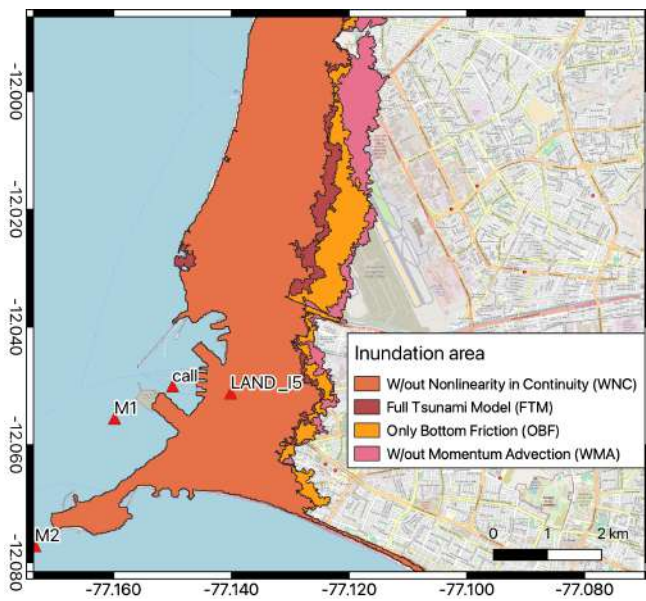 -12.000
-12.020
-12.040
-12.060
-12.080
call
LAND_I5
M1
M2
Inundation area
W/out Nonlinearity in Continuity (WNC)
Full Tsunami Model (FTM)
Only Bottom Friction (OBF)
W/out Momentum Advection (WMA)
0 1 2 km
-77.160 -77.140 -77.120 -77.100 -77.080